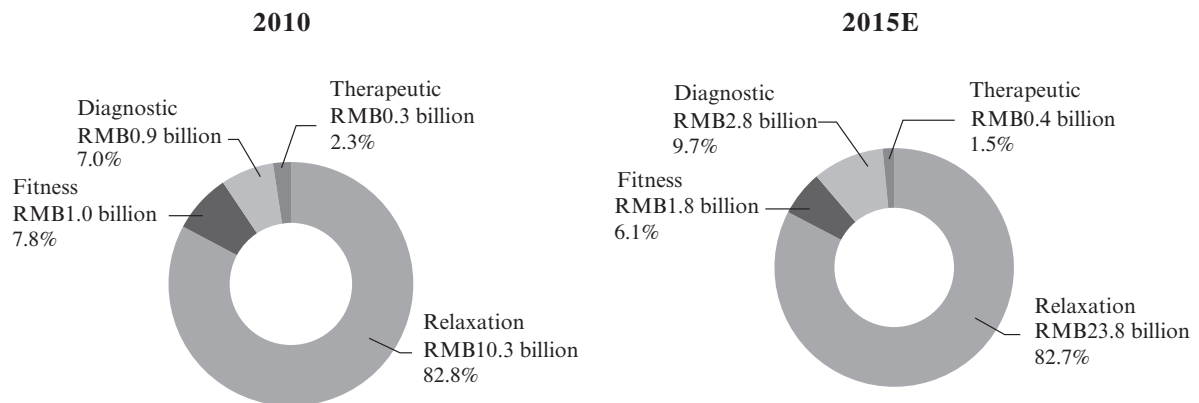 2010
Therapeutic
RMB0.3 billion
2.3%
Diagnostic
RMB0.9 billion
7.0%
Fitness
RMB1.0 billion
7.8%
Relaxation
RMB10.3 billion
82.8%
2015E
Therapeutic
RMB0.4 billion
1.5%
Diagnostic
RMB2.8 billion
9.7%
Fitness
RMB1.8 billion
6.1%
Relaxation
RMB23.8 billion
82.7%